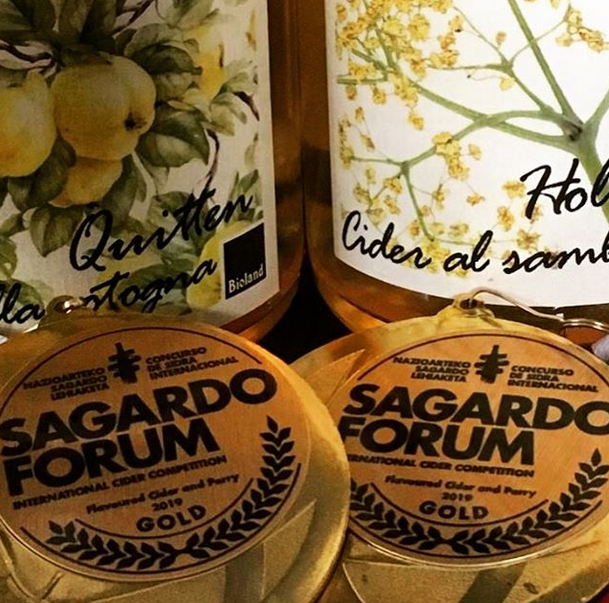 Quitten
Bioland
Cider al
NAZIOARTEKO
SAGARDO
LEHIAKETA
CONCURSO
DE SIDRA
INTERNACIONAL
SAGARDO
FORUM
INTERNATIONAL CIDER COMPETITION
Flavoured Cider and Perry
2019
GOLD
NAZIOARTEKO
SAGARDO
LEHIAKETA
CONCURSO
DE SIDRA
INTERNACIONAL
SAGARDO
FORUM
INTERNATIONAL CIDER COMPETITION
Flavoured Cider and Perry
2019
GOLD